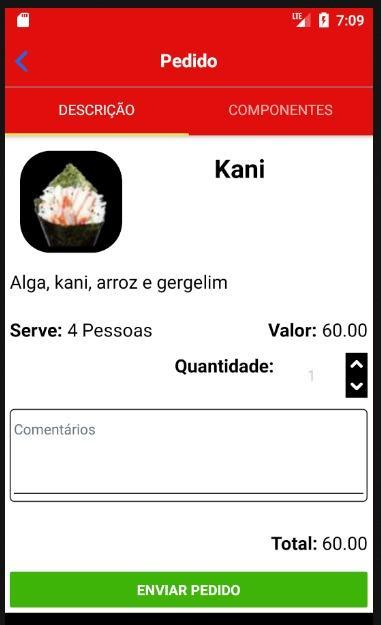 LTE 7:09
Pedido
DESCRIÇÃO COMPONENTES
Kani
Alga, kani, arroz e gergelim
Serve: 4 Pessoas Valor: 60.00
Quantidade: 1
Comentários
Total: 60.00
ENVIAR PEDIDO